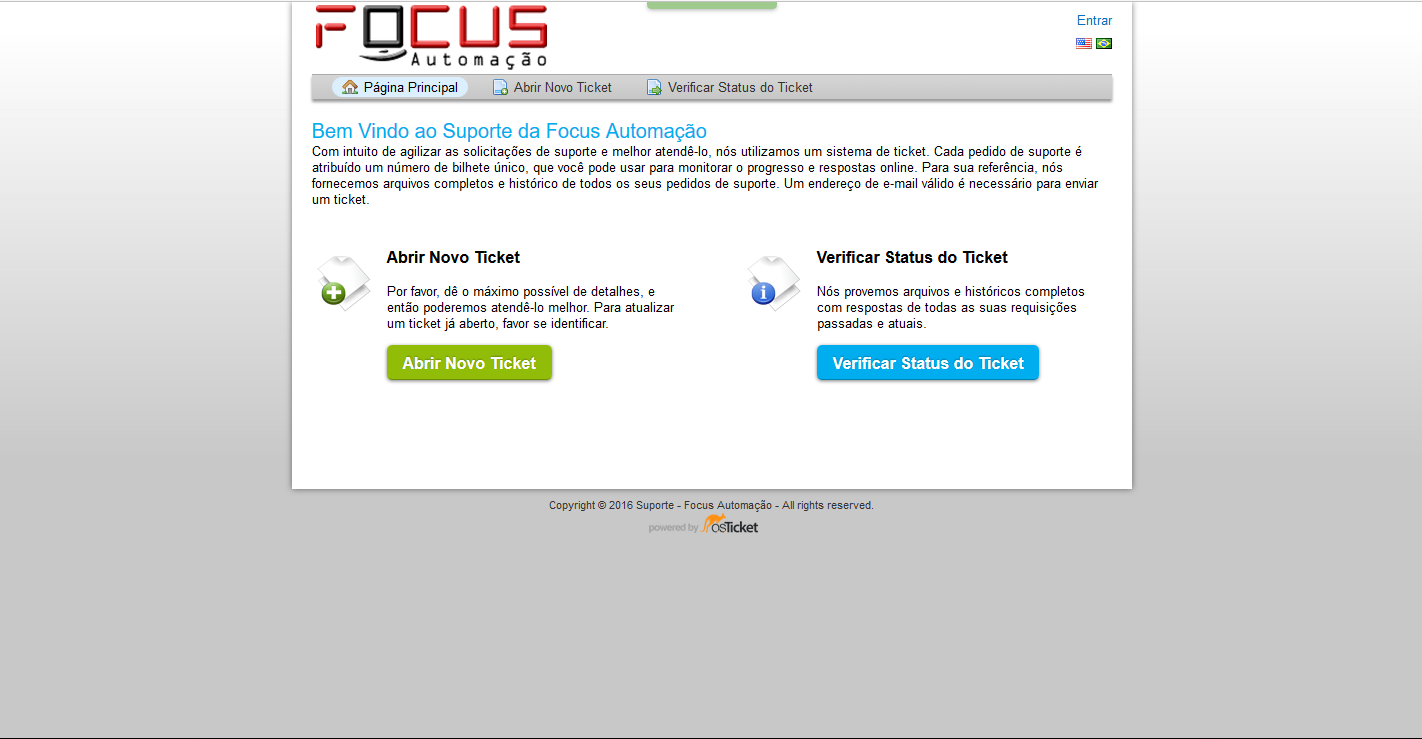 FOCUS
Automação
Entrar
Página Principal Abrir Novo Ticket Verificar Status do Ticket
Bem Vindo ao Suporte da Focus Automação
Com intuito de agilizar as solicitações de suporte e melhor atendê-lo, nós utilizamos um sistema de ticket. Cada pedido de suporte é
atribuído um número de bilhete único, que você pode usar para monitorar o progresso e respostas online. Para sua referência, nós
fornecemos arquivos completos e histórico de todos os seus pedidos de suporte. Um endereço de e-mail válido é necessário para enviar
um ticket.
Abrir Novo Ticket
Por favor, dê o máximo possível de detalhes, e
então poderemos atendê-lo melhor. Para atualizar
um ticket já aberto, favor se identificar.
Abrir Novo Ticket
Verificar Status do Ticket
Nós provemos arquivos e históricos completos
com respostas de todas as suas requisições
passadas e atuais.
Verificar Status do Ticket
Copyright © 2016 Suporte - Focus Automação - All rights reserved.
powered by osTicket